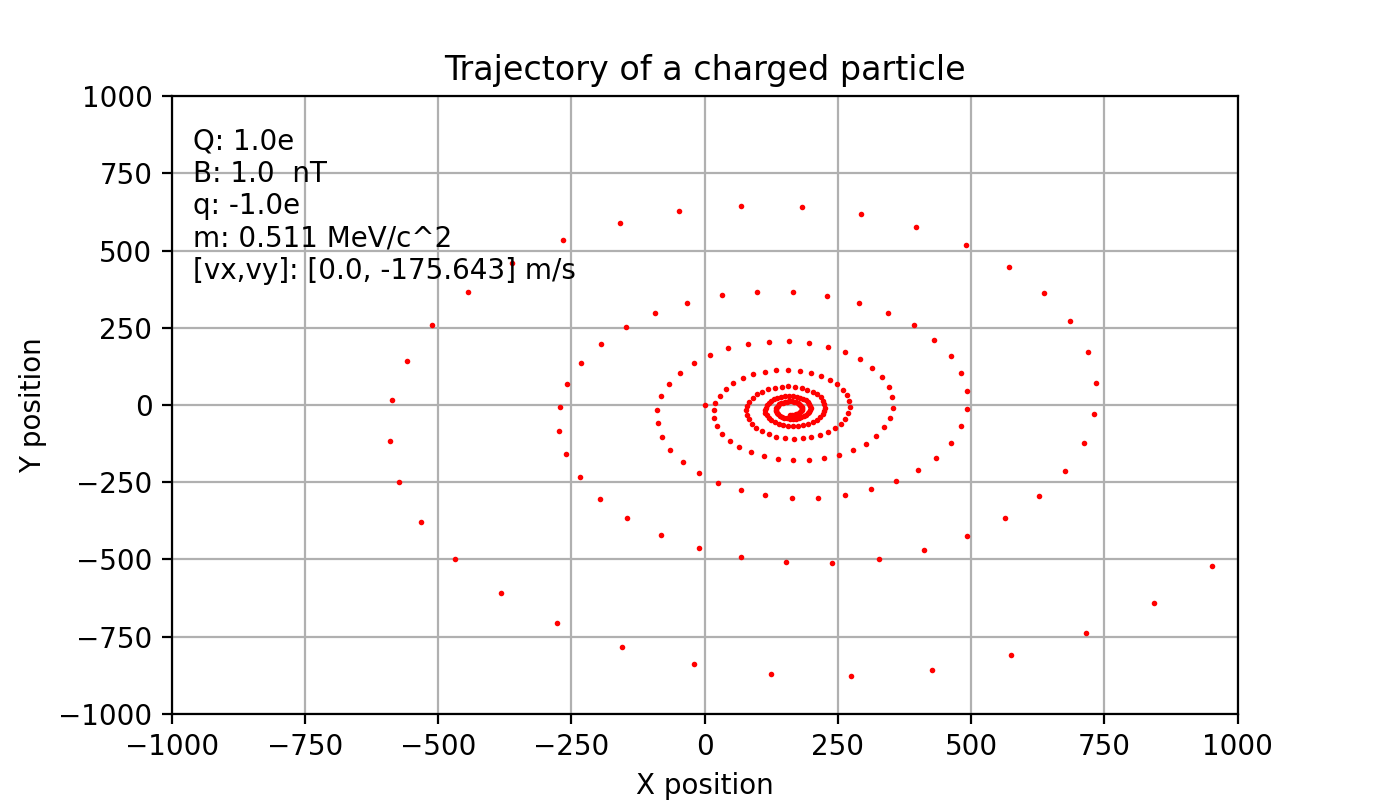 Trajectory of a charged particle
1000
750
500
250
0
−250
−500
−750
−1000
Y position
Q: 1.0e
B: 1.0  nT
q: -1.0e
m: 0.511 MeV/c^2
[vx,vy]: [0.0, -175.643] m/s
−1000 −750 −500 −250 0 250 500 750 1000
X position